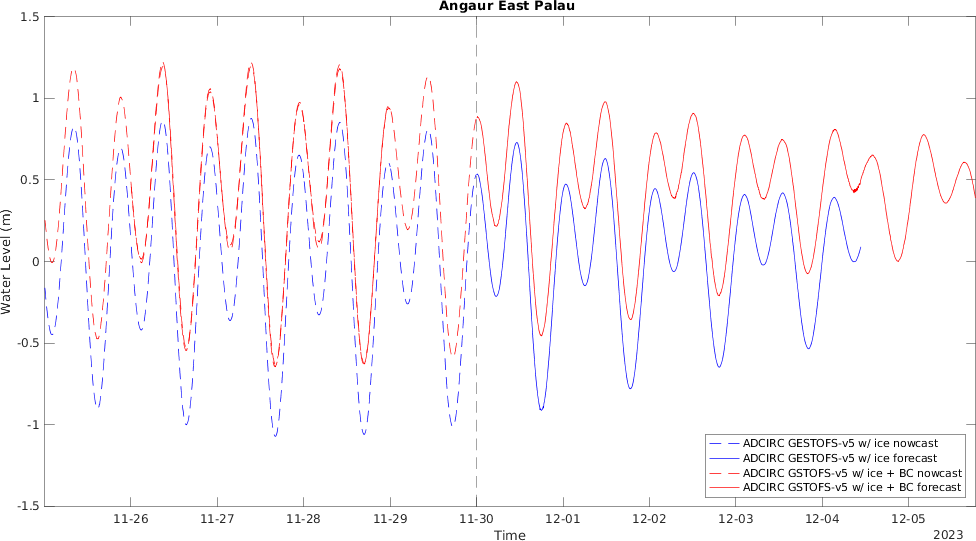 Angaur East Palau
1.5
1
0.5
0
-0.5
-1
-1.5
Water Level (m)
ADCIRC GESTOFS-v5 w/ ice nowcast
ADCIRC GESTOFS-v5 w/ ice forecast
ADCIRC GSTOFS-v5 w/ ice + BC nowcast
ADCIRC GSTOFS-v5 w/ ice + BC forecast
11-26 11-27 11-28 11-29 11-30 12-01 12-02 12-03 12-04 12-05
Time
2023